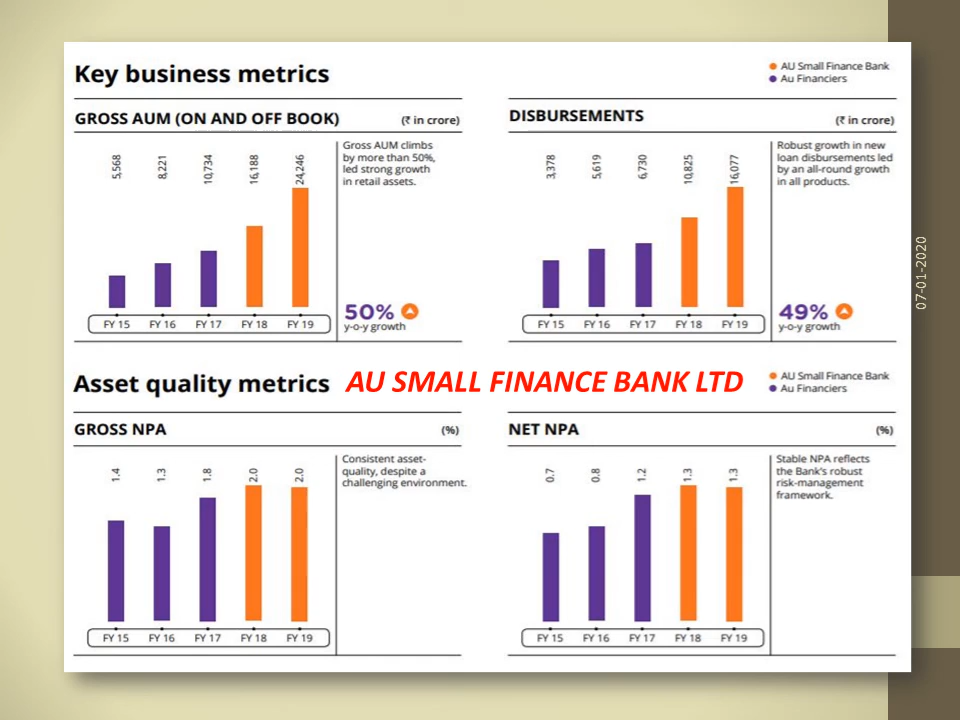 Key business metrics
AU Small Finance Bank
Au Financiers
GROSS AUM (ON AND OFF BOOK)
(₹ in crore)
5,568
8,221
10,734
16,188
24,246
Gross AUM climbs
by more than 50%,
led strong growth
in retail assets.
50%
y-o-y growth
FY 15
FY 16
FY 17
FY 18
FY 19
DISBURSEMENTS
(₹ in crore)
3,378
5,619
6,730
10,825
16,077
Robust growth in new
loan disbursements led
by an all-round growth
in all products.
49%
y-o-y growth
FY 15
FY 16
FY 17
FY 18
FY 19
07-01-2020
Asset quality metrics
AU SMALL FINANCE BANK LTD
AU Small Finance Bank
Au Financiers
GROSS NPA
(%)
1.4
1.3
1.8
2.0
2.0
Consistent asset-
quality, despite a
challenging environment.
FY 15
FY 16
FY 17
FY 18
FY 19
NET NPA
(%)
0.7
0.8
1.2
1.3
1.3
Stable NPA reflects
the Bank's robust
risk-management
framework.
FY 15
FY 16
FY 17
FY 18
FY 19